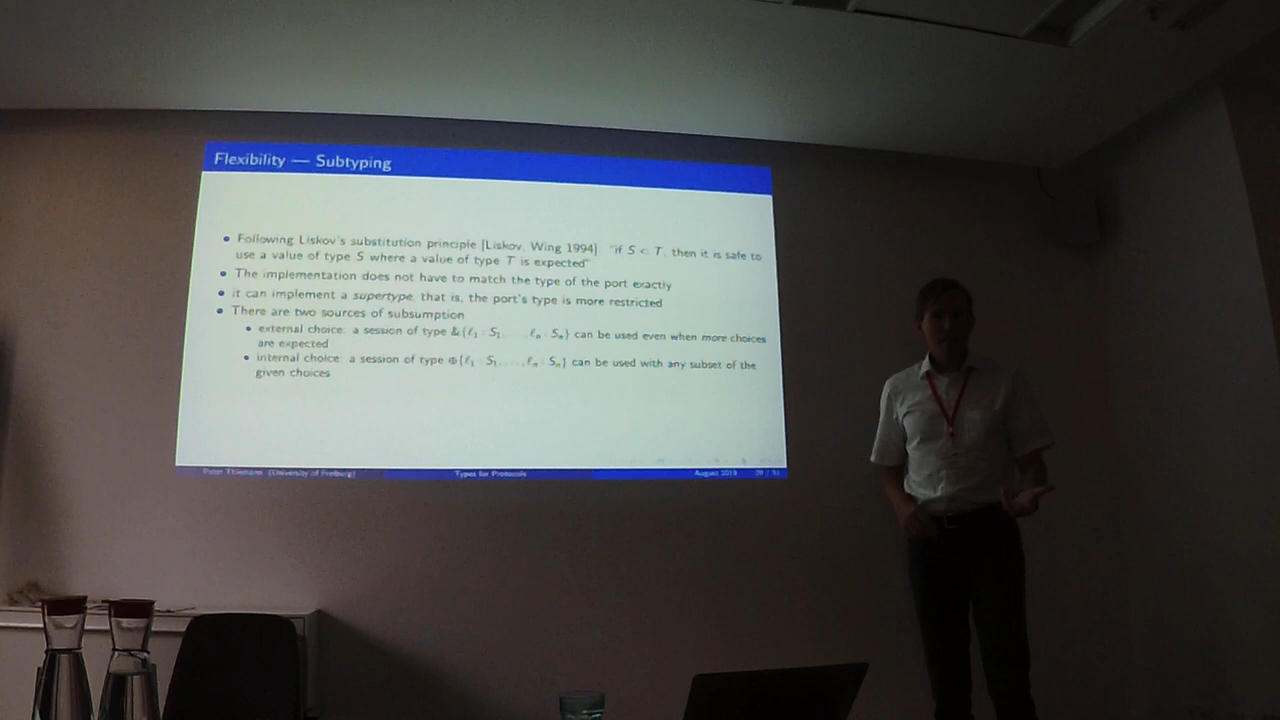 Flexibility — Subtyping
• Following Liskov's substitution principle [Liskov, Wing 1994] "if S <: T, then it is safe to
use a value of type S where a value of type T is expected"
• The implementation does not have to match the type of the port exactly
• it can implement a supertype, that is, the port's type is more restricted
• There are two sources of subsumption
• external choice: a session of type &{ℓ₁ : S₁, . . . , ℓₙ : Sₙ} can be used even when more choices
are expected
• internal choice: a session of type ⊕{ℓ₁ : S₁, . . . , ℓₙ : Sₙ} can be used with any subset of the
given choices
Peter Thiemann (University of Freiburg) Types for Protocols August 2019